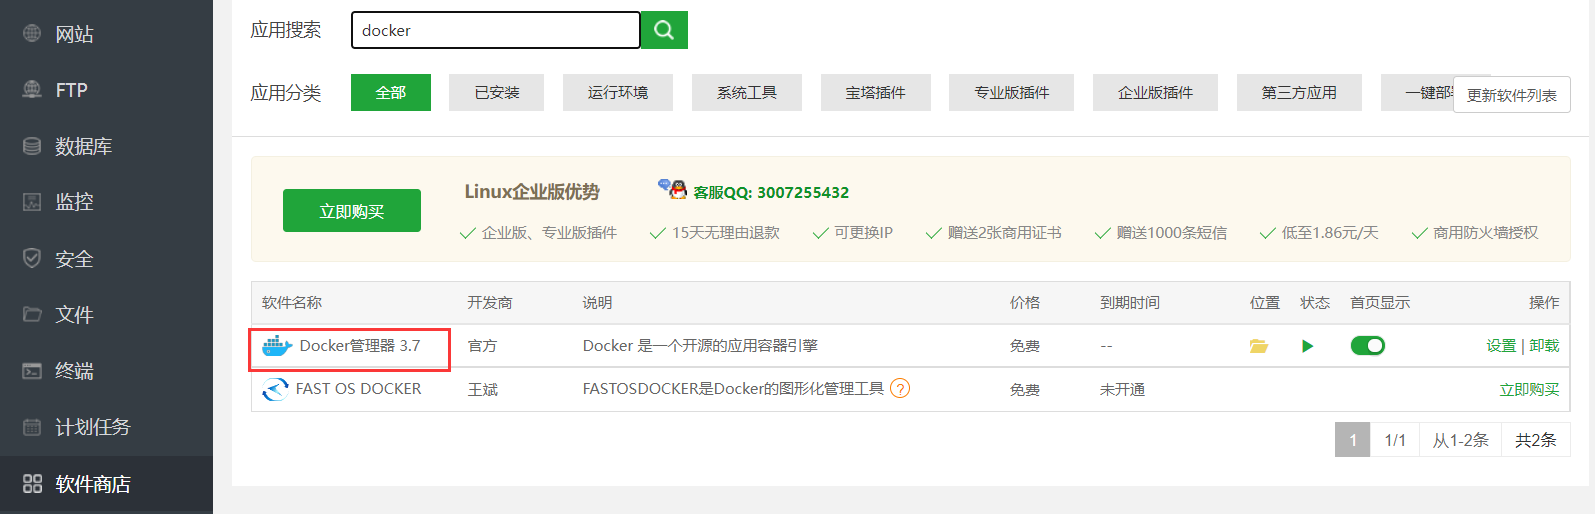 网站
FTP
数据库
监控
安全
文件
终端
计划任务
软件商店
应用搜索 docker
应用分类 全部 已安装 运行环境 系统工具 宝塔插件 专业版插件 企业版插件 第三方应用 一键部 更新软件列表
立即购买
Linux企业版优势 客服QQ: 3007255432
企业版、专业版插件 15天无理由退款 可更换IP 赠送2张商用证书 赠送1000条短信 低至1.86元/天 商用防火墙授权
软件名称 开发商 说明 价格 到期时间 位置 状态 首页显示 操作
Docker管理器 3.7 官方 Docker 是一个开源的应用容器引擎 免费 -- 设置 | 卸载
FAST OS DOCKER 王斌 FASTOSDOCKER是Docker的图形化管理工具 ? 免费 未开通 立即购买
1 1/1 从1-2条 共2条